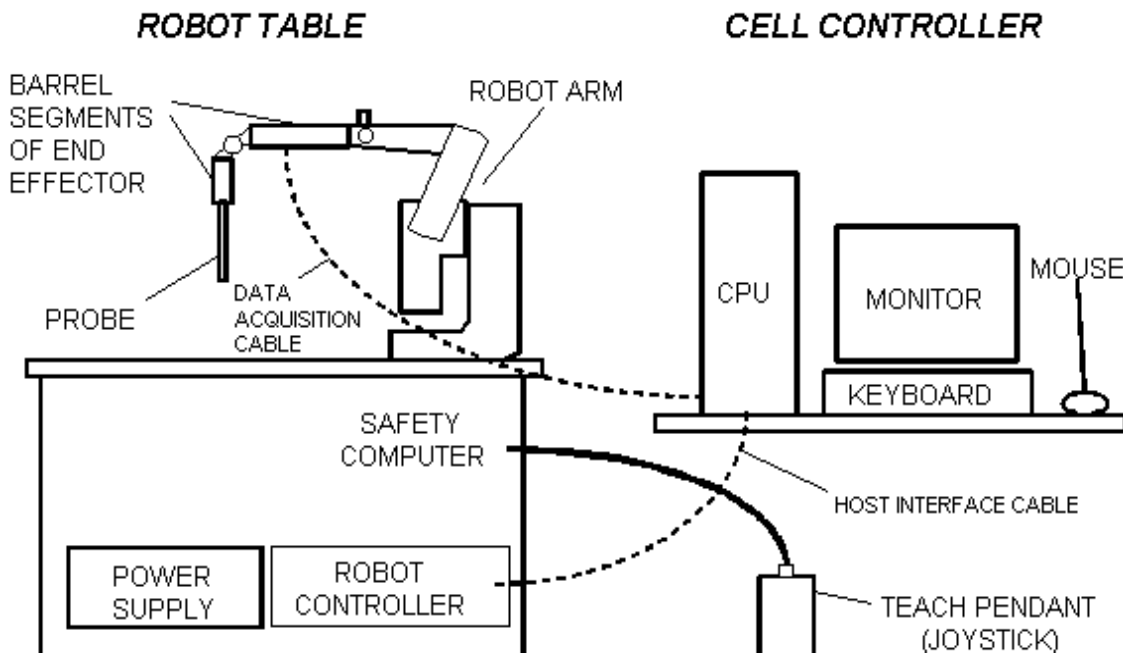 ROBOT TABLE
CELL CONTROLLER
BARREL
SEGMENTS
OF END
EFFECTOR
ROBOT ARM
PROBE
DATA
ACQUISITION
CABLE
CPU
MONITOR
MOUSE
KEYBOARD
SAFETY
COMPUTER
HOST INTERFACE CABLE
POWER
SUPPLY
ROBOT
CONTROLLER
TEACH PENDANT
(JOYSTICK)